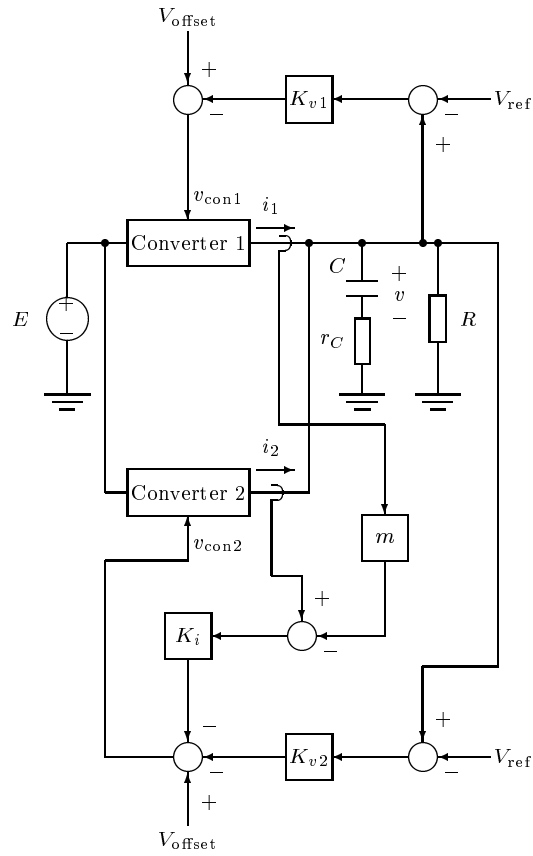 V_offset
+
−
K_v1
−
V_ref
+
v_con1
i_1
Converter 1
C
+
v
−
E
+
−
r_C
R
i_2
Converter 2
v_con2
m
+
K_i
−
−
+
−
K_v2
−
V_ref
+
V_offset